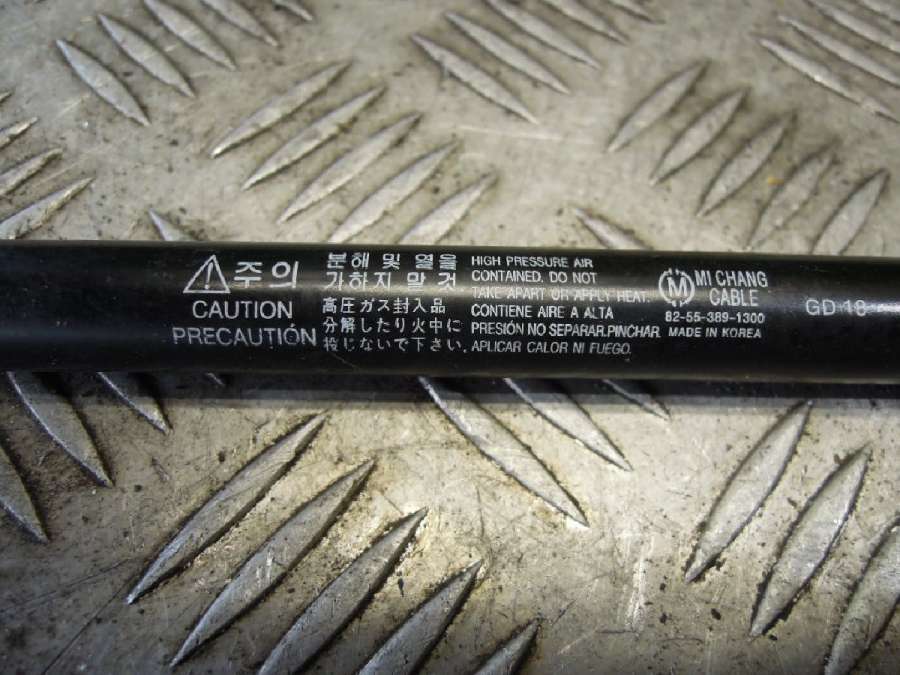 주의
CAUTION
PRECAUTIÓN
분해 및 열을
가하지 말 것
高圧ガス封入品
分解したり火中に
投じないで下さい.
HIGH PRESSURE AIR
CONTAINED. DO NOT
TAKE APART OR APPLY HEAT.
CONTIENE AIRE A ALTA
PRESIÓN NO SEPARAR.PINCHAR.
APLICAR CALOR NI FUEGO.
M
MI CHANG
CABLE
82-55-389-1300
MADE IN KOREA
GD 18